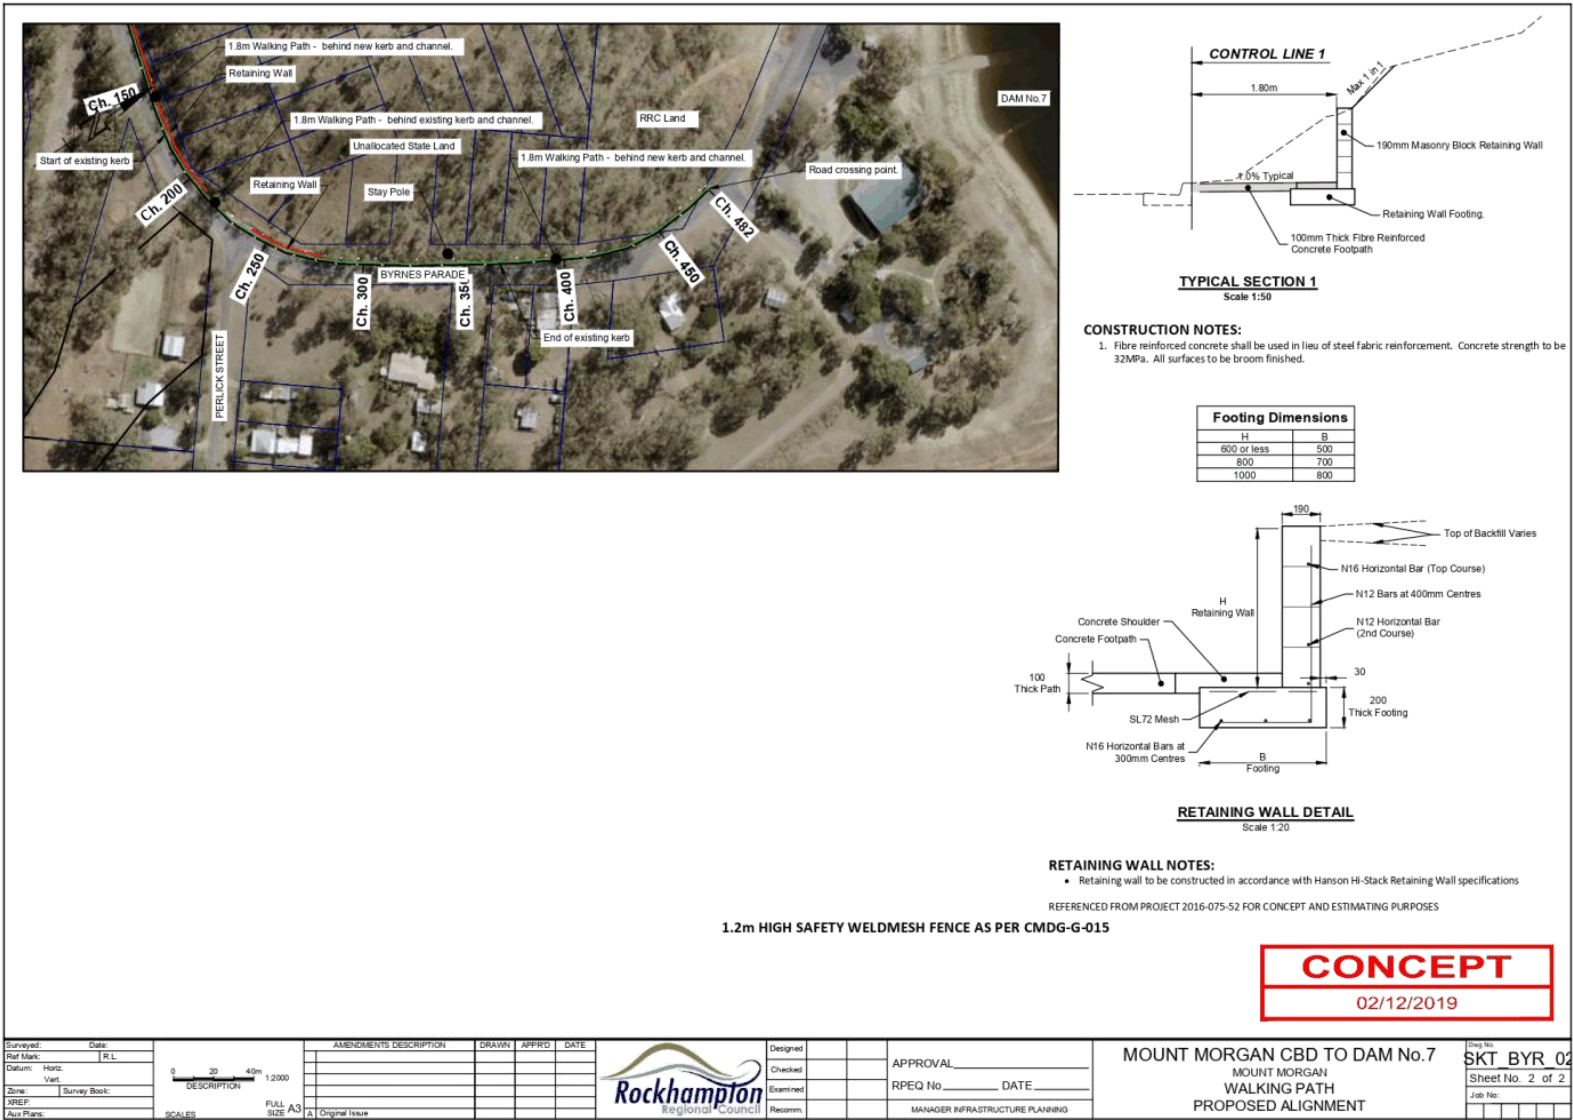 1.8m Walking Path - behind new kerb and channel.
Retaining Wall
Ch. 150
1.8m Walking Path - behind existing kerb and channel.
Unallocated State Land
RRC Land
DAM No.7
Start of existing kerb
1.8m Walking Path - behind new kerb and channel.
Road crossing point.
Retaining Wall
Stay Pole
Ch. 200
Ch. 482
Ch. 250
BYRNES PARADE
Ch. 300
Ch. 350
Ch. 400
Ch. 450
End of existing kerb
PERLICK STREET
CONTROL LINE 1
1.80m
Max 1 in 1
190mm Masonry Block Retaining Wall
1.0% Typical
Retaining Wall Footing.
100mm Thick Fibre Reinforced
Concrete Footpath
TYPICAL SECTION 1
Scale 1:50
CONSTRUCTION NOTES:
1. Fibre reinforced concrete shall be used in lieu of steel fabric reinforcement. Concrete strength to be
32MPa. All surfaces to be broom finished.
Footing Dimensions
H B
600 or less 500
800 700
1000 800
190
Top of Backfill Varies
N16 Horizontal Bar (Top Course)
N12 Bars at 400mm Centres
H
Retaining Wall
Concrete Shoulder
N12 Horizontal Bar
(2nd Course)
Concrete Footpath
30
100
Thick Path
200
Thick Footing
SL72 Mesh
N16 Horizontal Bars at
300mm Centres
B
Footing
RETAINING WALL DETAIL
Scale 1:20
RETAINING WALL NOTES:
• Retaining wall to be constructed in accordance with Hanson Hi-Stack Retaining Wall specifications
REFERENCED FROM PROJECT 2016-075-52 FOR CONCEPT AND ESTIMATING PURPOSES
1.2m HIGH SAFETY WELDMESH FENCE AS PER CMDG-G-015
CONCEPT
02/12/2019
Surveyed: Date:
Ref Mark: R.L.
Datum: Horiz.
Vert.
Zone: Survey Book:
XREF:
Aux Plans:
0 20 40m 1:2000
DESCRIPTION
SCALES
FULL SIZE A3
AMENDMENTS DESCRIPTION DRAWN APPR'D DATE
A Original Issue
Rockhampton
Regional Council
Designed
Checked
Examined
Recomm.
APPROVAL
RPEQ No DATE
MANAGER INFRASTRUCTURE PLANNING
MOUNT MORGAN CBD TO DAM No.7
MOUNT MORGAN
WALKING PATH
PROPOSED ALIGNMENT
Dwg No.
SKT_BYR_02
Sheet No. 2 of 2
Job No: